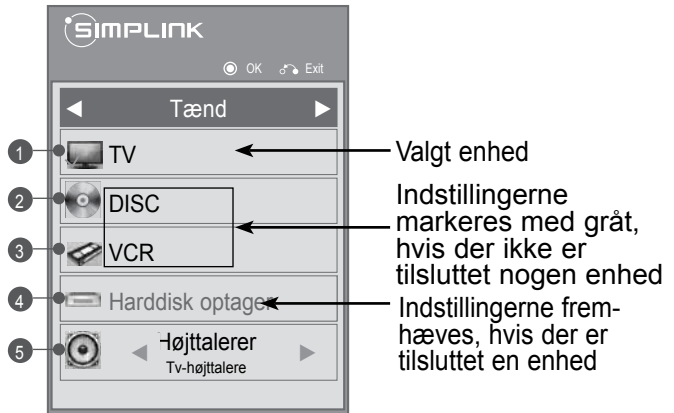 SIMPLINK
OK Exit
Tænd
1 TV
Valgt enhed
2 DISC
3 VCR
Indstillingerne
markeres med gråt,
hvis der ikke er
tilsluttet nogen enhed
4 Harddisk optager
Indstillingerne frem-
hæves, hvis der er
tilsluttet en enhed
5 Højttalerer
Tv-højttalere